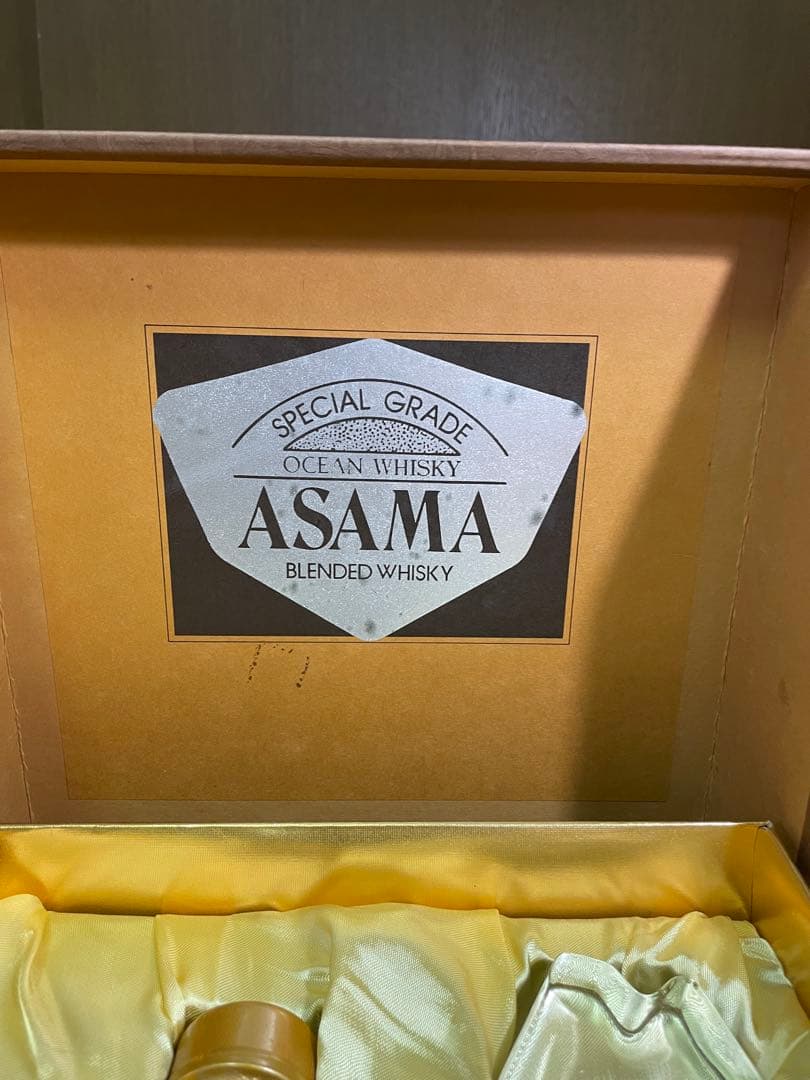 SPECIAL GRADE
OCEAN WHISKY
ASAMA
BLENDED WHISKY